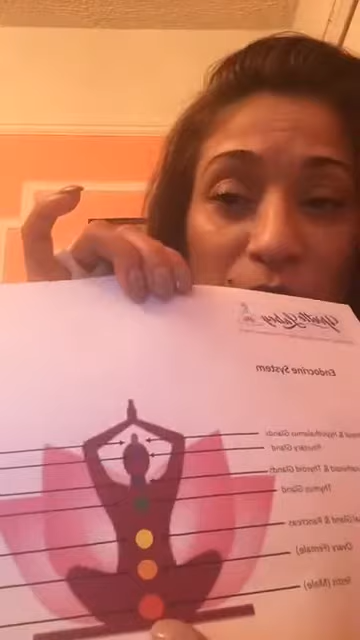 Endocrine System
& Hypothalamus Glands
Pituitary Gland
& Thyroid Glands
Thymus Gland
Gland & Pancreas
Ovary (Female)
Testis (Male)